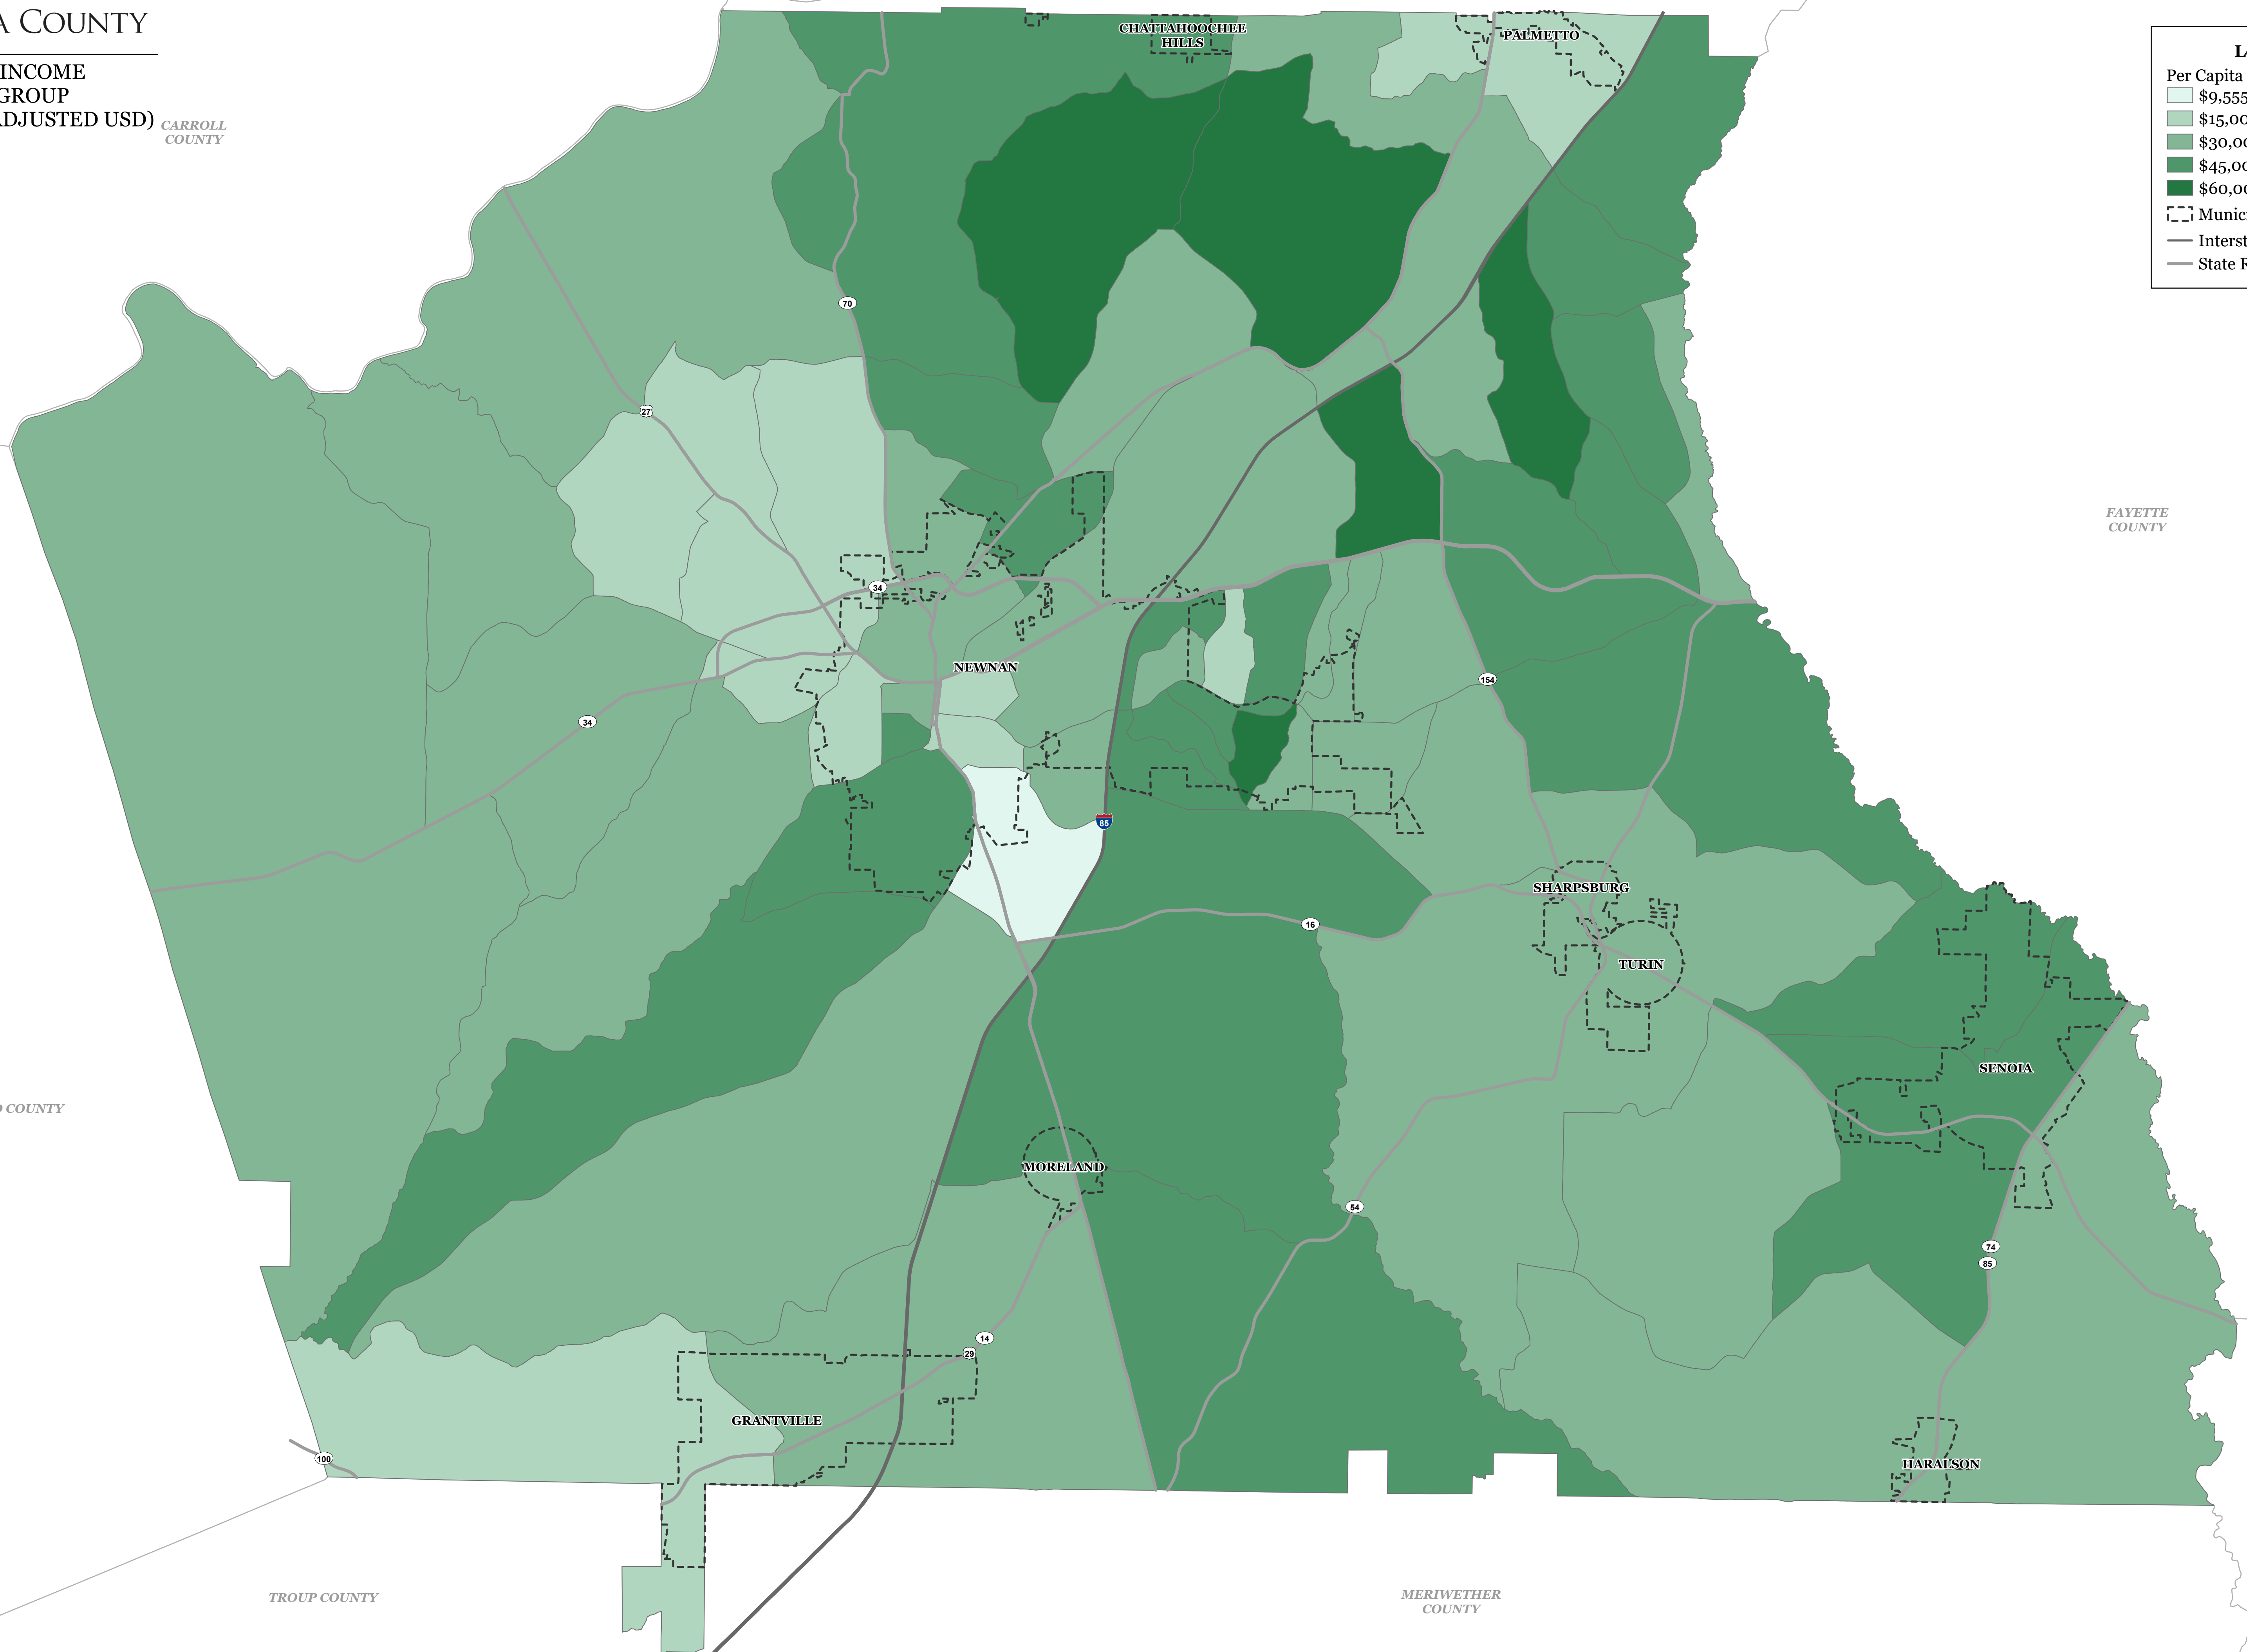 A COUNTY
INCOME
GROUP
ADJUSTED USD)
CARROLL
COUNTY
CHATTAHOOCHEE
HILLS
PALMETTO
Per Capita
$9,555
$15,00
$30,00
$45,00
$60,00
Munic
Interst
State R
70
27
FAYETTE
COUNTY
34
NEWNAN
154
34
85
SHARPSBURG
16
TURIN
SENOIA
COUNTY
MORELAND
54
74
85
14
29
GRANTVILLE
100
HARALSON
TROUP COUNTY
MERIWETHER
COUNTY